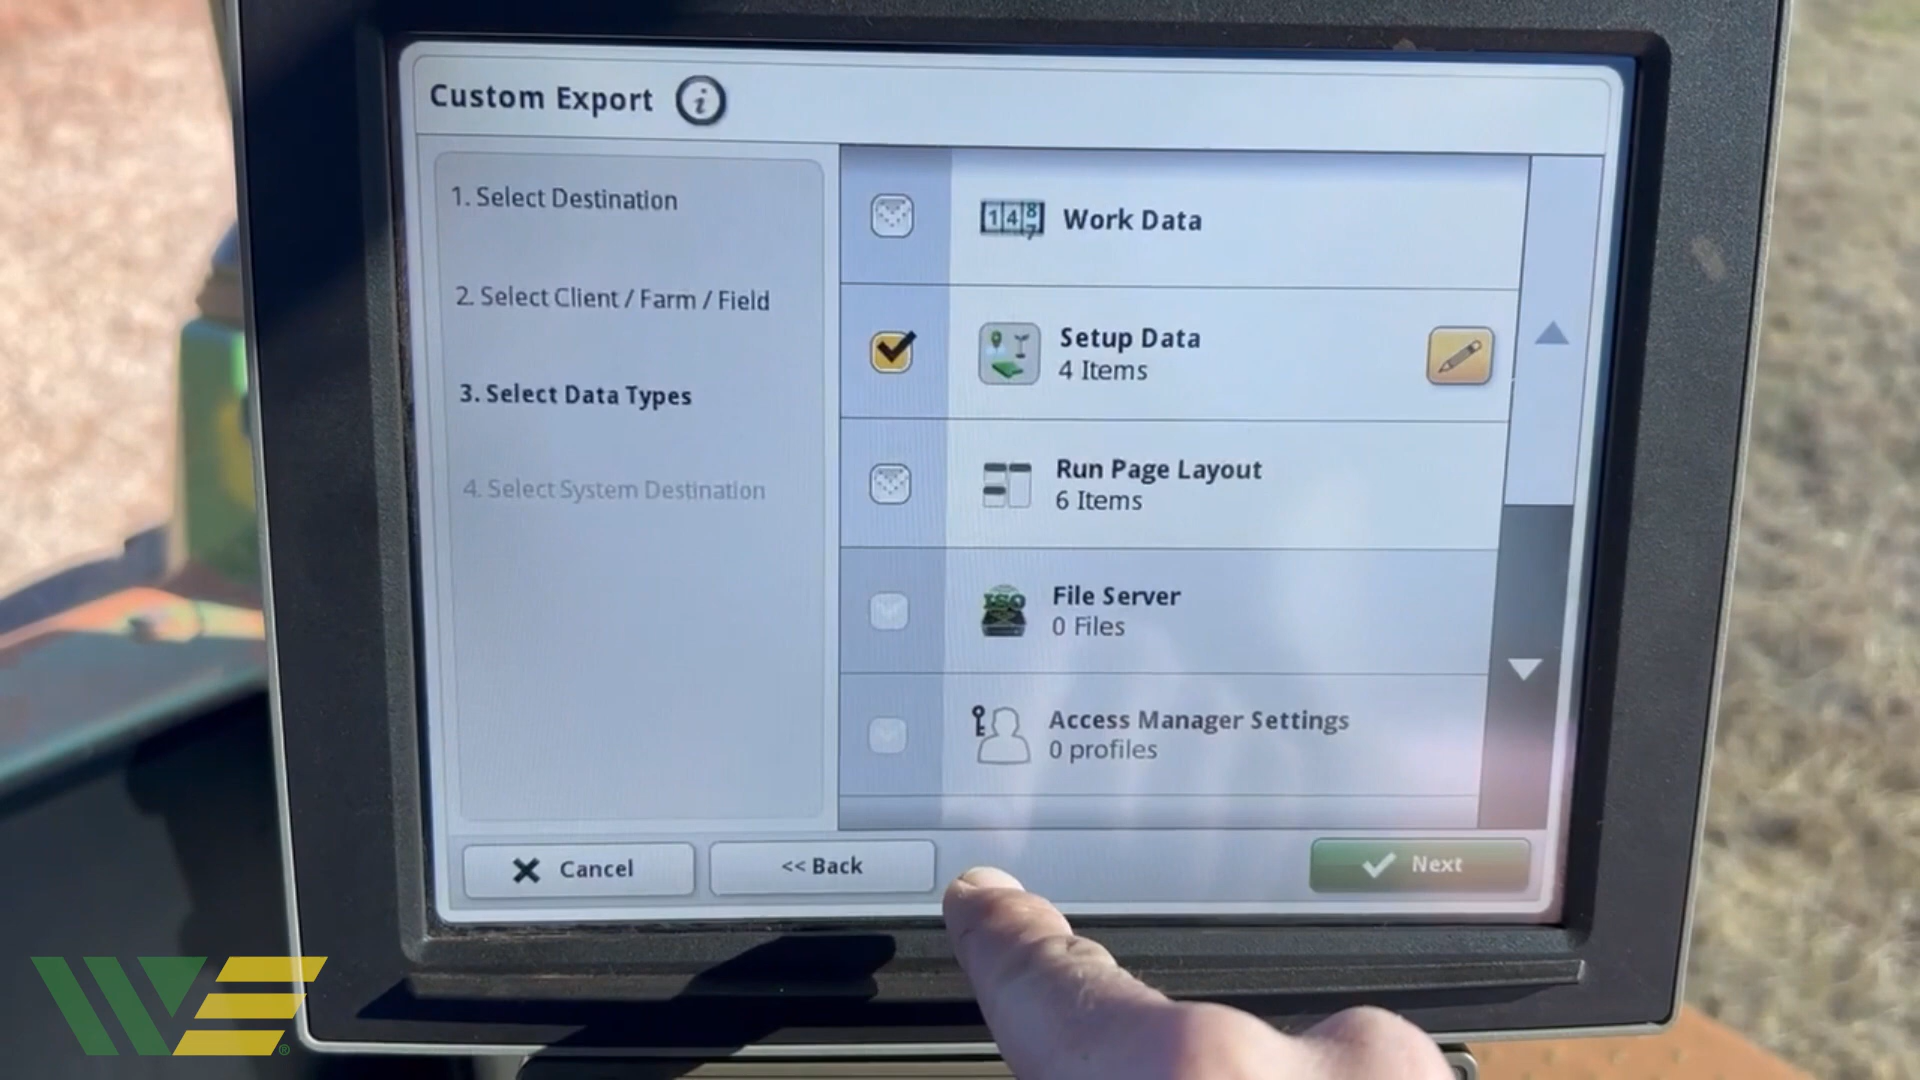 Custom Export
1. Select Destination
2. Select Client / Farm / Field
3. Select Data Types
4. Select System Destination
Work Data
Setup Data
4 Items
Run Page Layout
6 Items
ISO
File Server
0 Files
Access Manager Settings
0 profiles
Cancel
<< Back
Next
WE